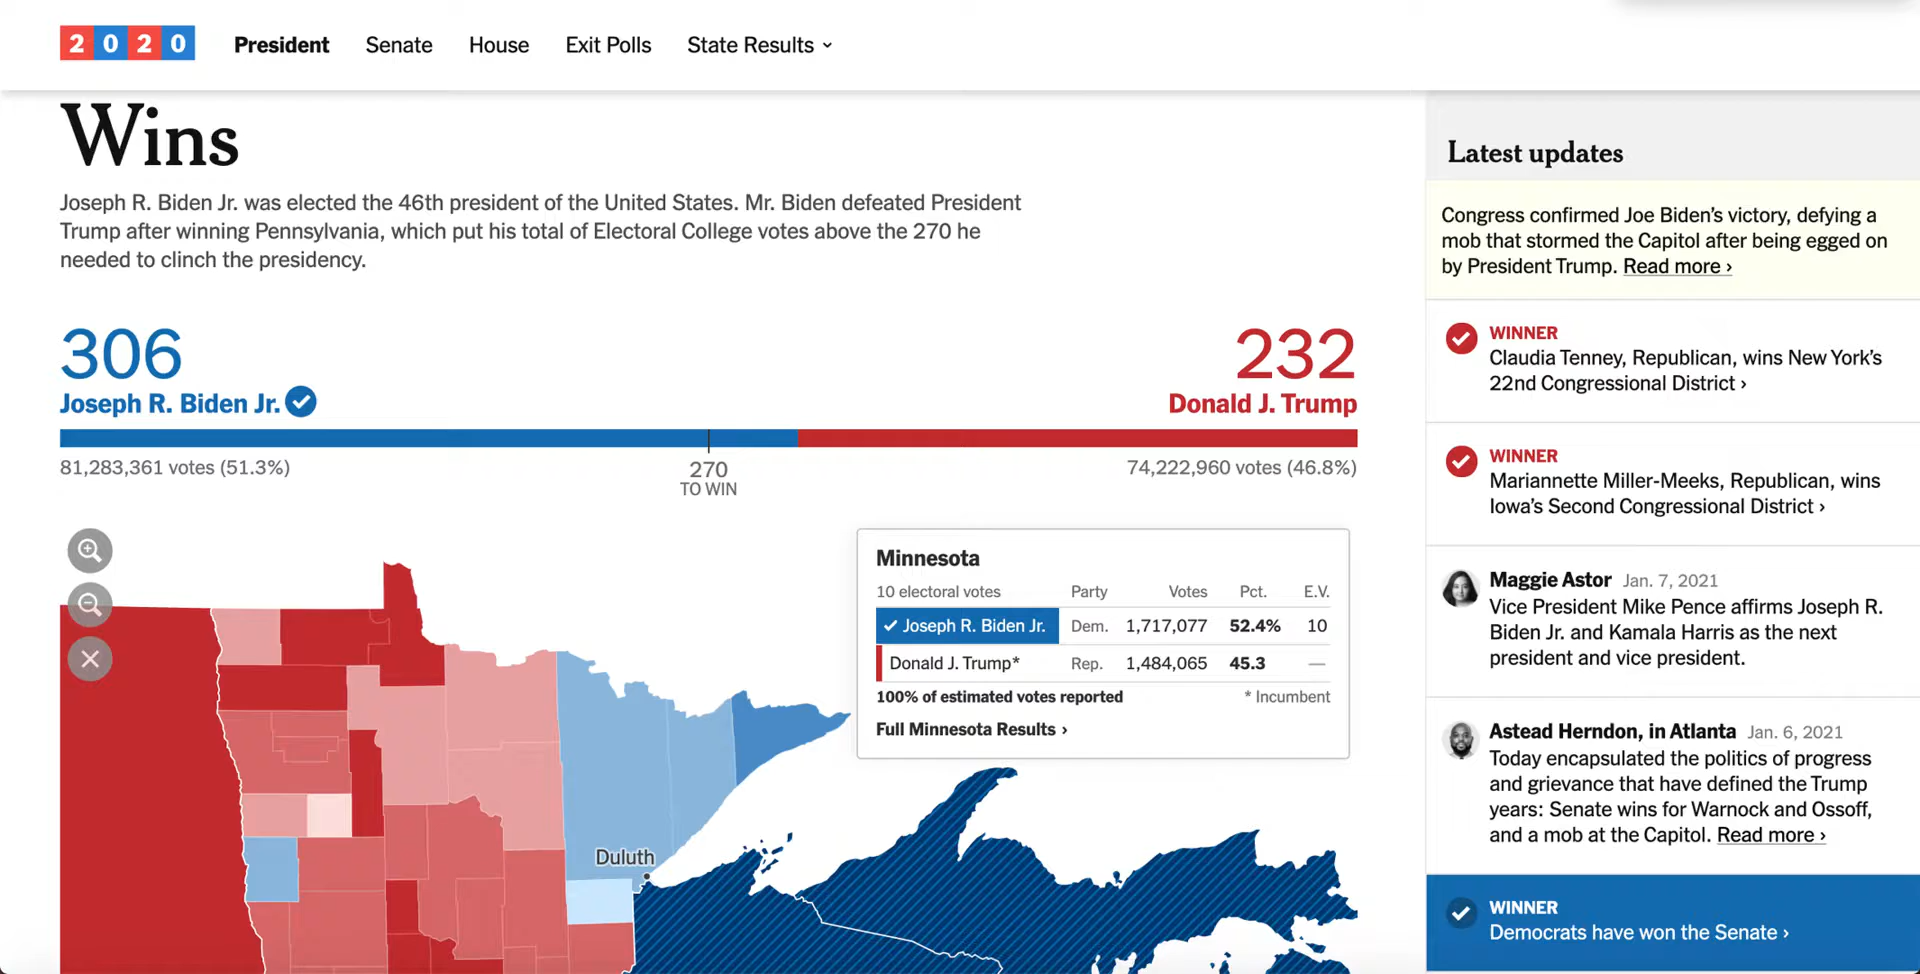 2020 President Senate House Exit Polls State Results
Wins
Joseph R. Biden Jr. was elected the 46th president of the United States. Mr. Biden defeated President
Trump after winning Pennsylvania, which put his total of Electoral College votes above the 270 he
needed to clinch the presidency.
306
Joseph R. Biden Jr.
232
Donald J. Trump
81,283,361 votes (51.3%)
270
TO WIN
74,222,960 votes (46.8%)
Minnesota
10 electoral votes Party Votes Pct. E.V.
✓ Joseph R. Biden Jr. Dem. 1,717,077 52.4% 10
Donald J. Trump* Rep. 1,484,065 45.3 —
100% of estimated votes reported * Incumbent
Full Minnesota Results ›
Duluth
Latest updates
Congress confirmed Joe Biden’s victory, defying a
mob that stormed the Capitol after being egged on
by President Trump. Read more ›
WINNER
Claudia Tenney, Republican, wins New York’s
22nd Congressional District ›
WINNER
Mariannette Miller-Meeks, Republican, wins
Iowa’s Second Congressional District ›
Maggie Astor Jan. 7, 2021
Vice President Mike Pence affirms Joseph R.
Biden Jr. and Kamala Harris as the next
president and vice president.
Astead Herndon, in Atlanta Jan. 6, 2021
Today encapsulated the politics of progress
and grievance that have defined the Trump
years: Senate wins for Warnock and Ossoff,
and a mob at the Capitol. Read more ›
WINNER
Democrats have won the Senate ›